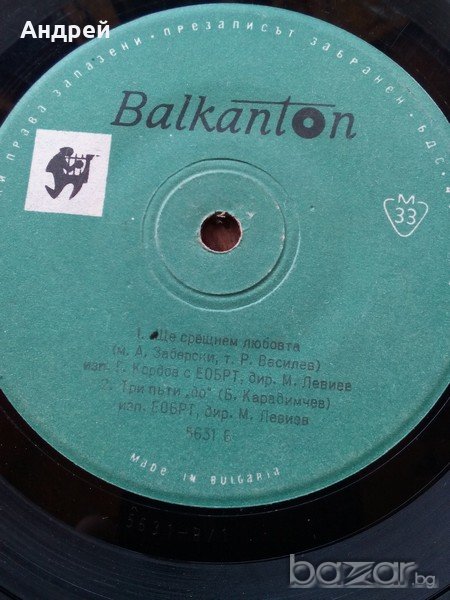 Андрей
ПРАВА ЗАПАЗЕНИ · ПРЕЗАПИСЪТ ЗАБРАНЕН · БДС
Balkanton
M
33
1. Ще срещнем любовта
(м. А. Заберски, т. Р. Василев)
изп. Г. Кордов с ЕОБРТ, дир. М. Левиев
2. Три пъти „до“ (Б. Карадимчев)
изп. ЕОБРТ, дир. М. Левиев
5631 Б
MADE IN BULGARIA
bazar.bg